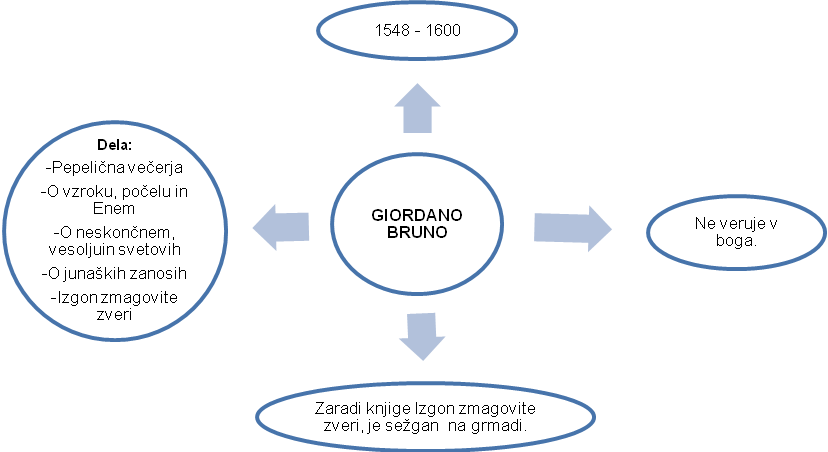 1548 - 1600
Dela:
-Pepelična večerja
-O vzroku, počelu in
Enem
-O neskončnem,
vesoljuin svetovih
-O junaških zanosih
-Izgon zmagovite
zveri
GIORDANO
BRUNO
Ne veruje v
boga.
Zaradi knjige Izgon zmagovite
zveri, je sežgan na grmadi.